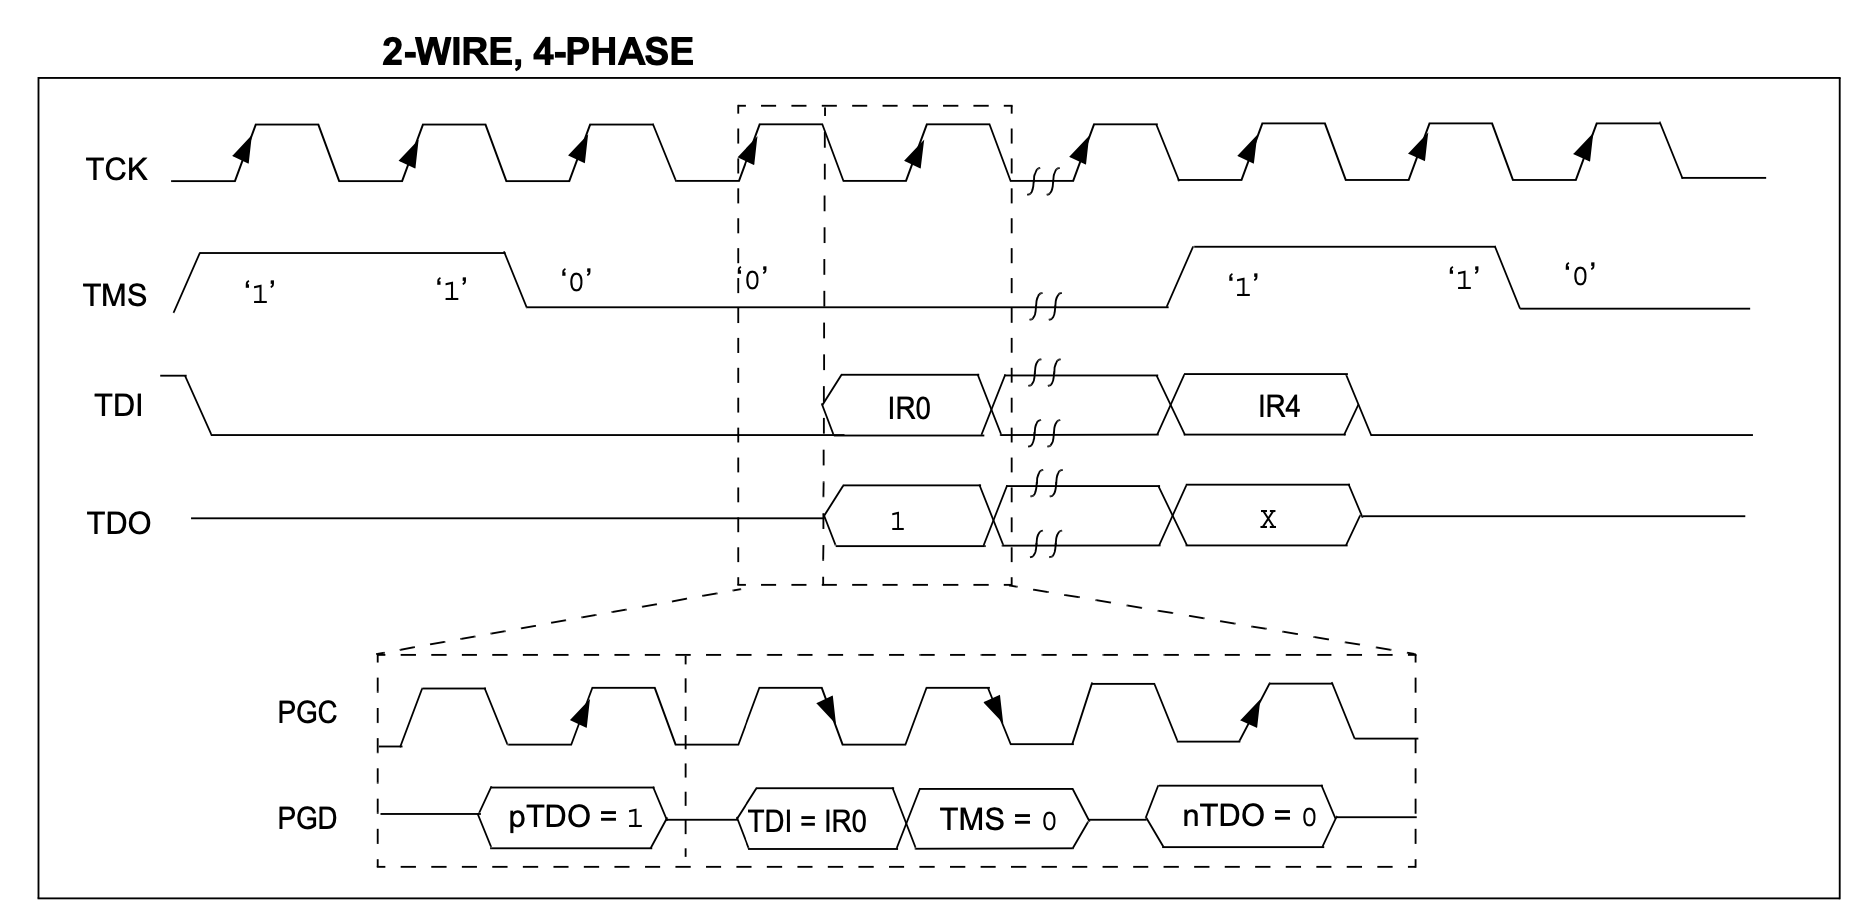 2-WIRE, 4-PHASE
TCK
TMS ‘1’ ‘1’ ‘0’ ‘0’ ‘1’ ‘1’ ‘0’
TDI IR0 IR4
TDO 1 X
PGC
PGD pTDO = 1 TDI = IR0 TMS = 0 nTDO = 0